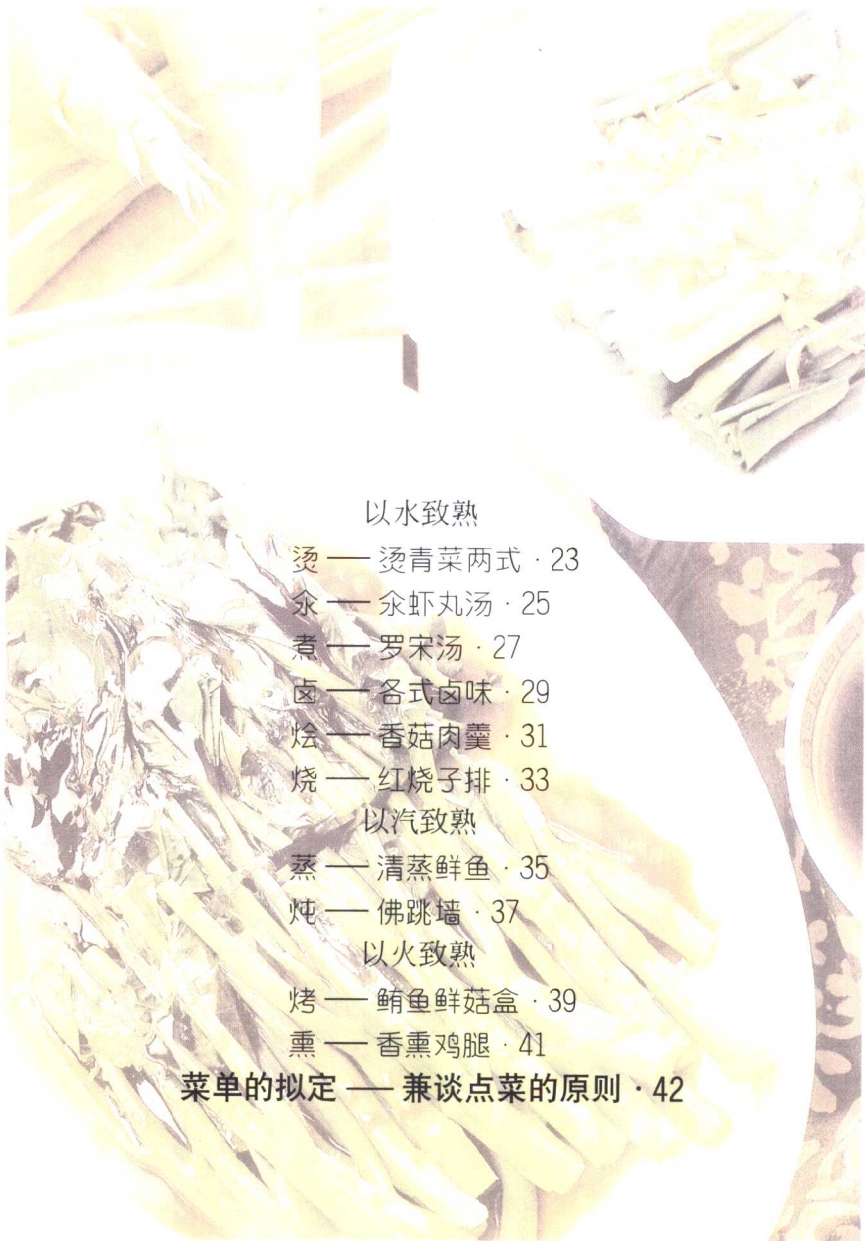 以水致熟
烫 —— 烫青菜两式 · 23
氽 —— 氽虾丸汤 · 25
煮 —— 罗宋汤 · 27
卤 —— 各式卤味 · 29
烩 —— 香菇肉羹 · 31
烧 —— 红烧子排 · 33
以汽致熟
蒸 —— 清蒸鲜鱼 · 35
炖 —— 佛跳墙 · 37
以火致熟
烤 —— 鲔鱼鲜菇盒 · 39
熏 —— 香熏鸡腿 · 41
菜单的拟定 —— 兼谈点菜的原则 · 42